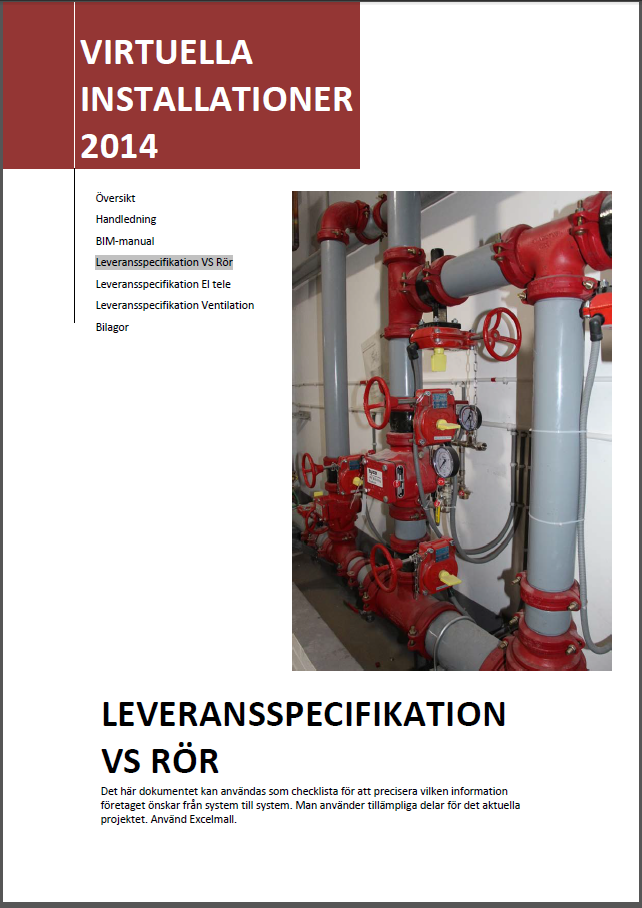 VIRTUELLA
INSTALLATIONER
2014
Översikt
Handledning
BIM-manual
Leveransspecifikation VS Rör
Leveransspecifikation El tele
Leveransspecifikation Ventilation
Bilagor
LEVERANSSPECIFIKATION
VS RÖR
Det här dokumentet kan användas som checklista för att precisera vilken information
företaget önskar från system till system. Man använder tillämpliga delar för det aktuella
projektet. Använd Excelmall.